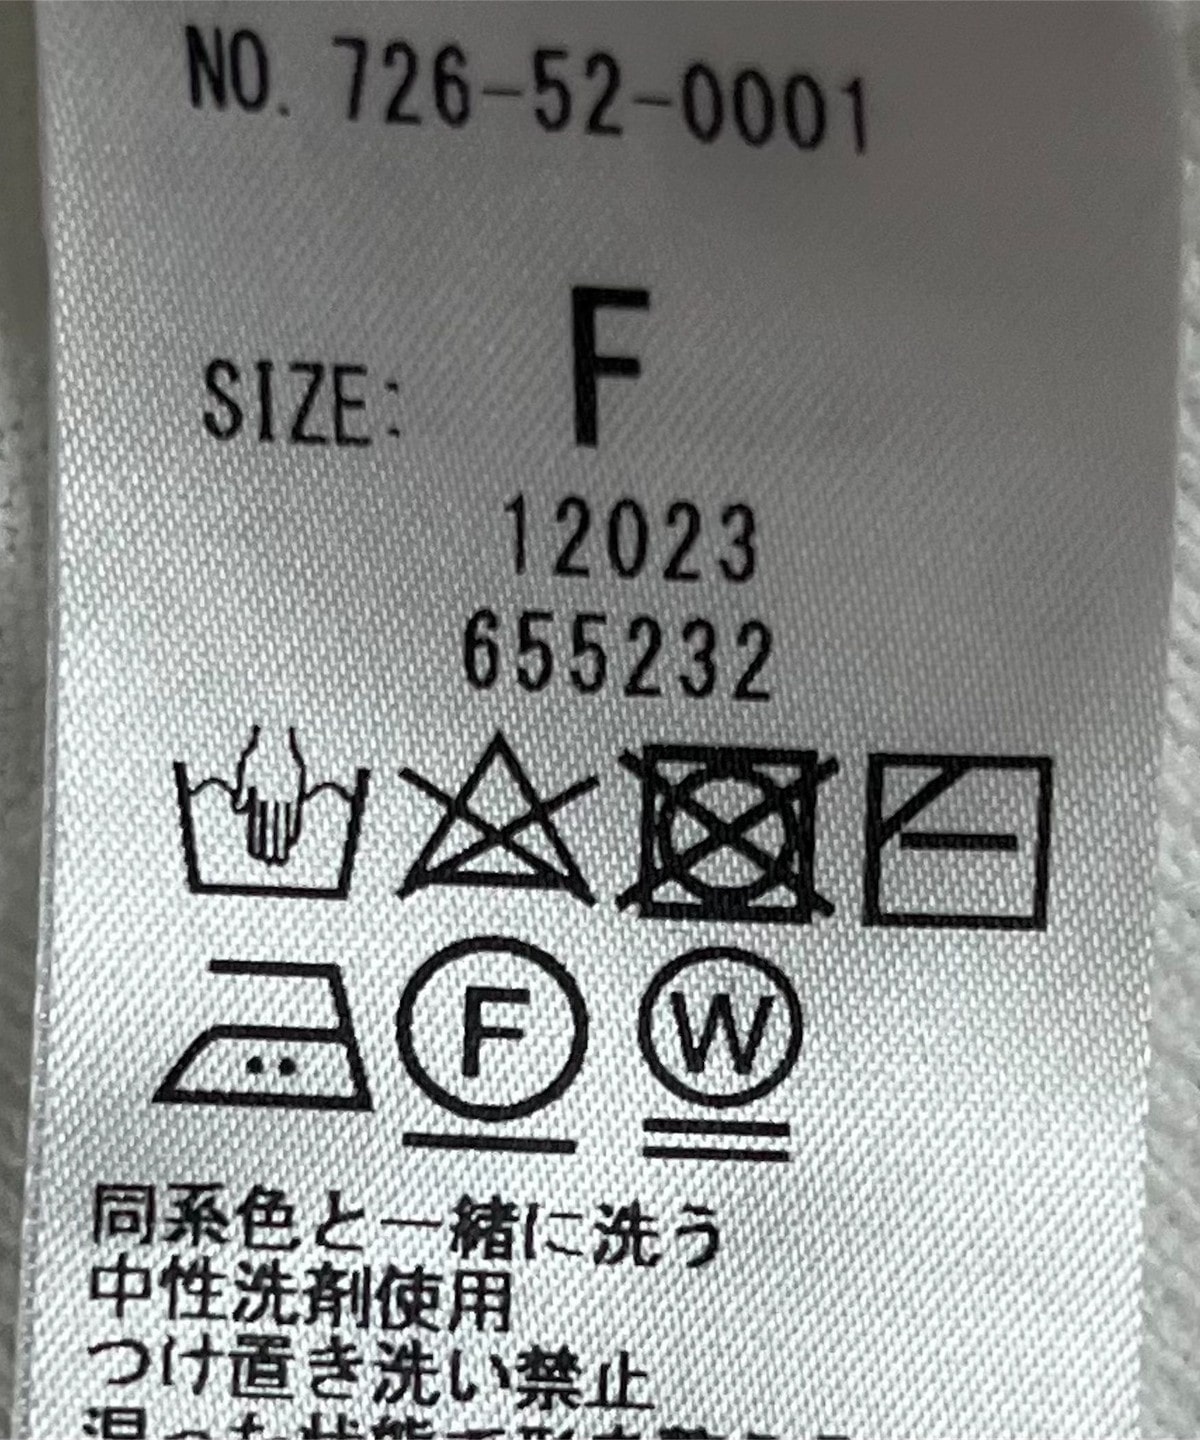 NO. 726-52-0001
SIZE: F
12023
655232
F W
同系色と一緒に洗う
中性洗剤使用
つけ置き洗い禁止